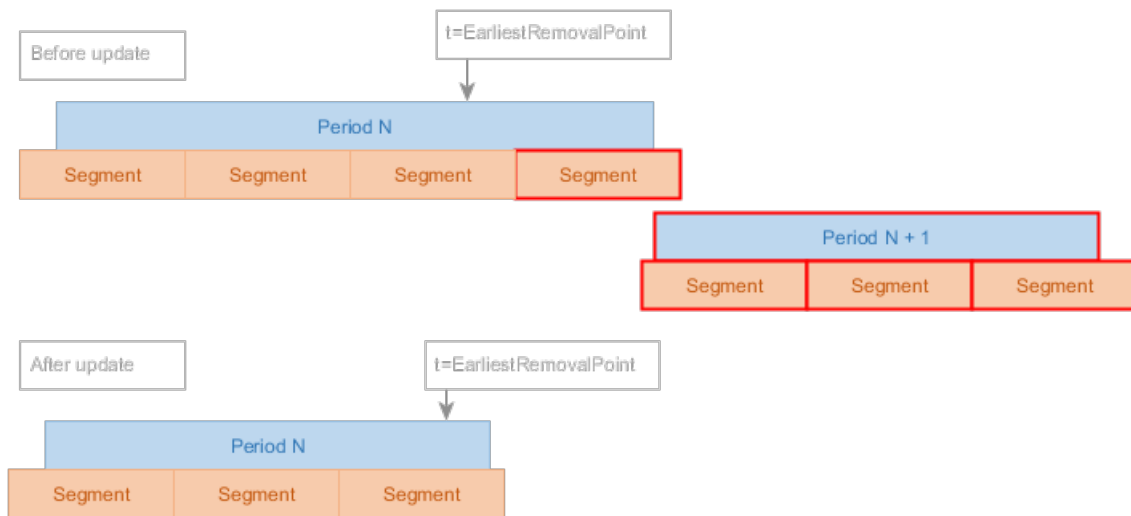 t=EarliestRemovalPoint
Before update
Period N
Segment Segment Segment Segment
Period N + 1
Segment Segment Segment
After update
t=EarliestRemovalPoint
Period N
Segment Segment Segment